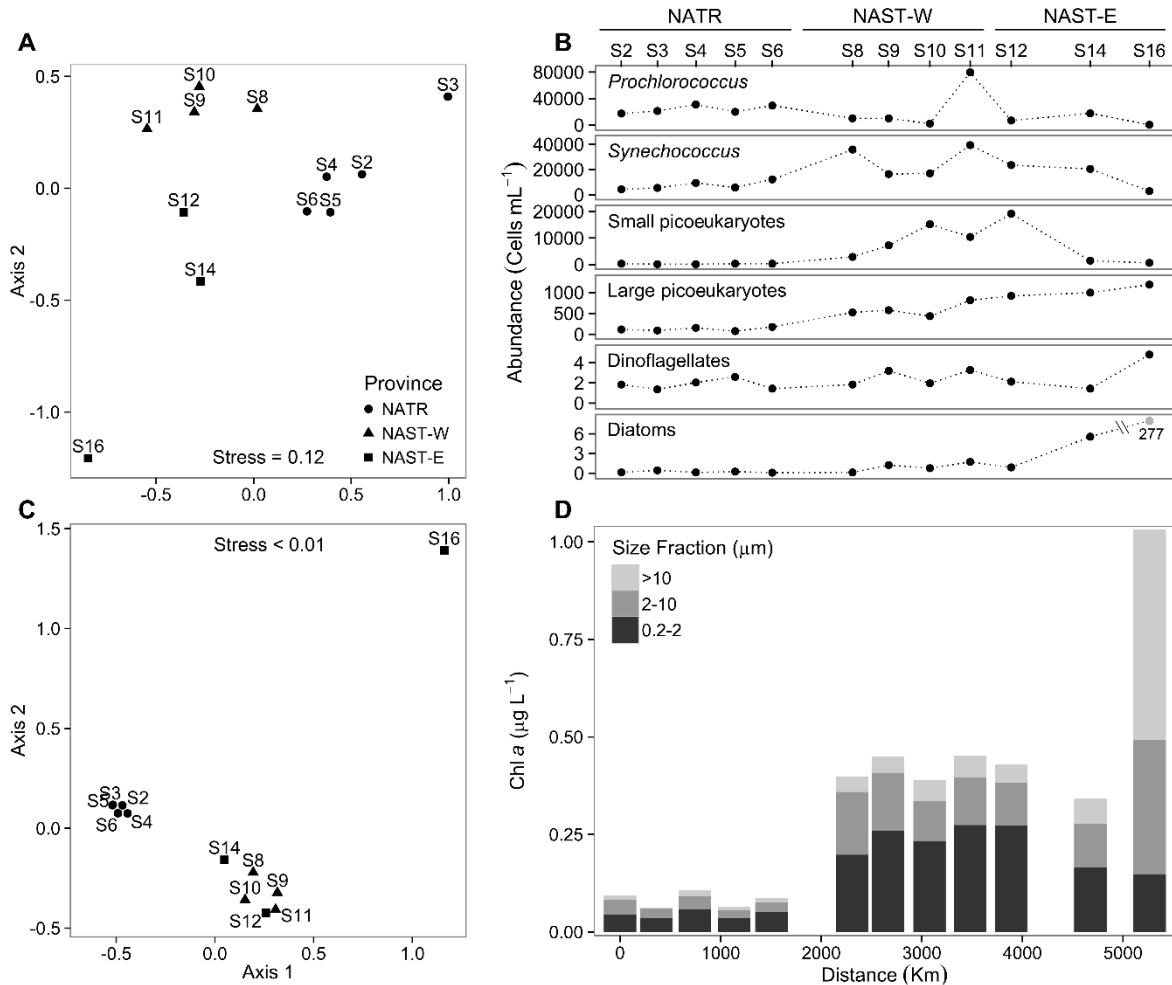 A
0.5
0.0
-0.5
-1.0
Axis 2
S10
S9
S11
S8
S3
S4
S2
S6
S5
S12
S14
S16
Province
NATR
NAST-W
NAST-E
Stress = 0.12
-0.5 0.0 0.5 1.0
B
NATR NAST-W NAST-E
S2 S3 S4 S5 S6 S8 S9 S10 S11 S12 S14 S16
Abundance (Cells mL⁻¹)
80000
40000
0
Prochlorococcus
40000
20000
0
Synechococcus
20000
10000
0
Small picoeukaryotes
1000
500
0
Large picoeukaryotes
4
2
0
Dinoflagellates
6
3
0
Diatoms
277
C
1.5
1.0
0.5
0.0
-0.5
Axis 2
Stress < 0.01
S16
S3
S5
S2
S6
S4
S14
S8
S10
S9
S12
S11
-0.5 0.0 0.5 1.0
Axis 1
D
1.00
0.75
0.50
0.25
0.00
Chl a (µg L⁻¹)
Size Fraction (µm)
>10
2-10
0.2-2
0 1000 2000 3000 4000 5000
Distance (Km)